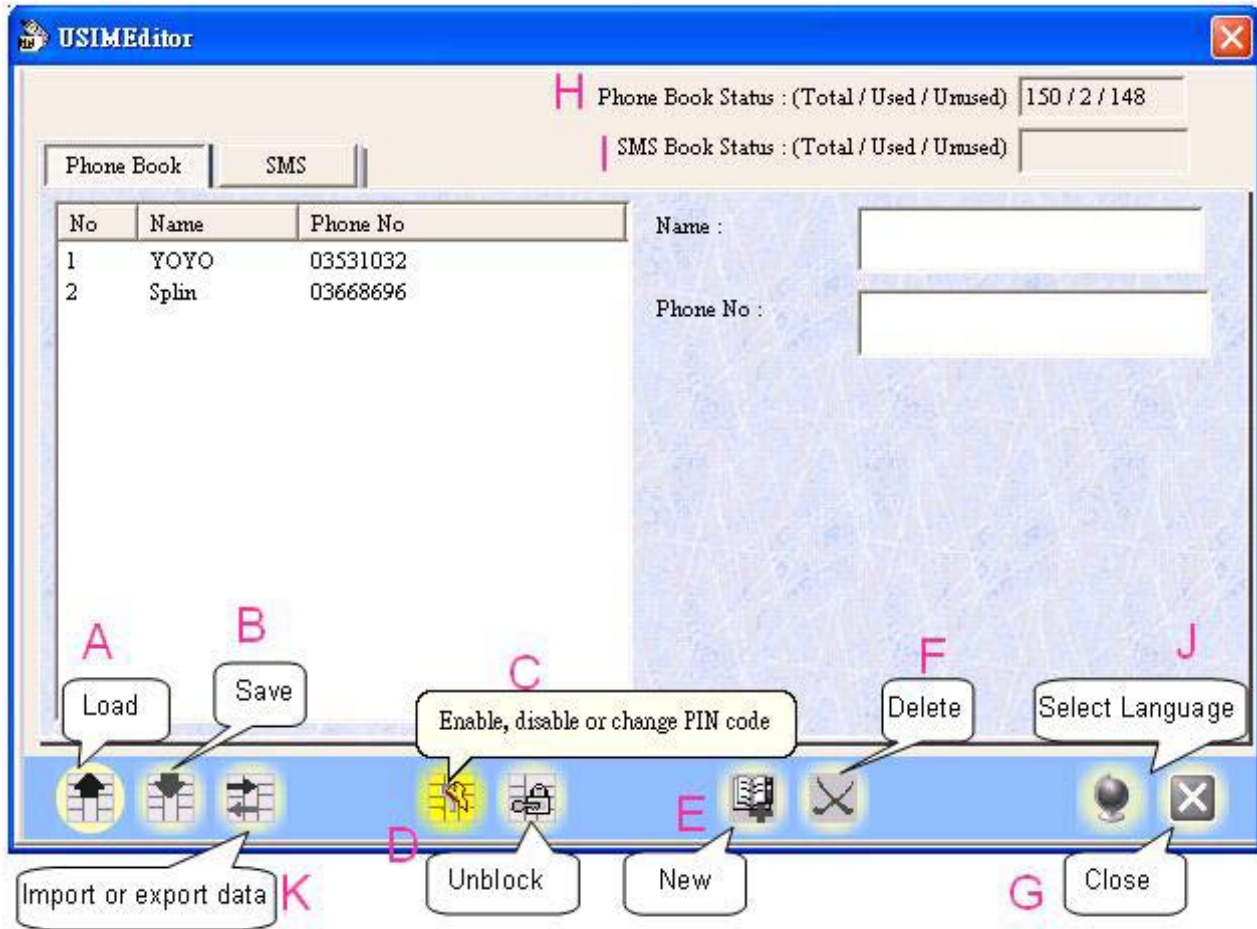 USIMEditor
H Phone Book Status : (Total / Used / Unused) 150 / 2 / 148
I SMS Book Status : (Total / Used / Unused)
Phone Book SMS
No Name Phone No
1 YOYO 03531032
2 Splin 03668696
Name :
Phone No :
A B C F J
Load Save Enable, disable or change PIN code Delete Select Language
D E
Import or export data K Unblock New G Close